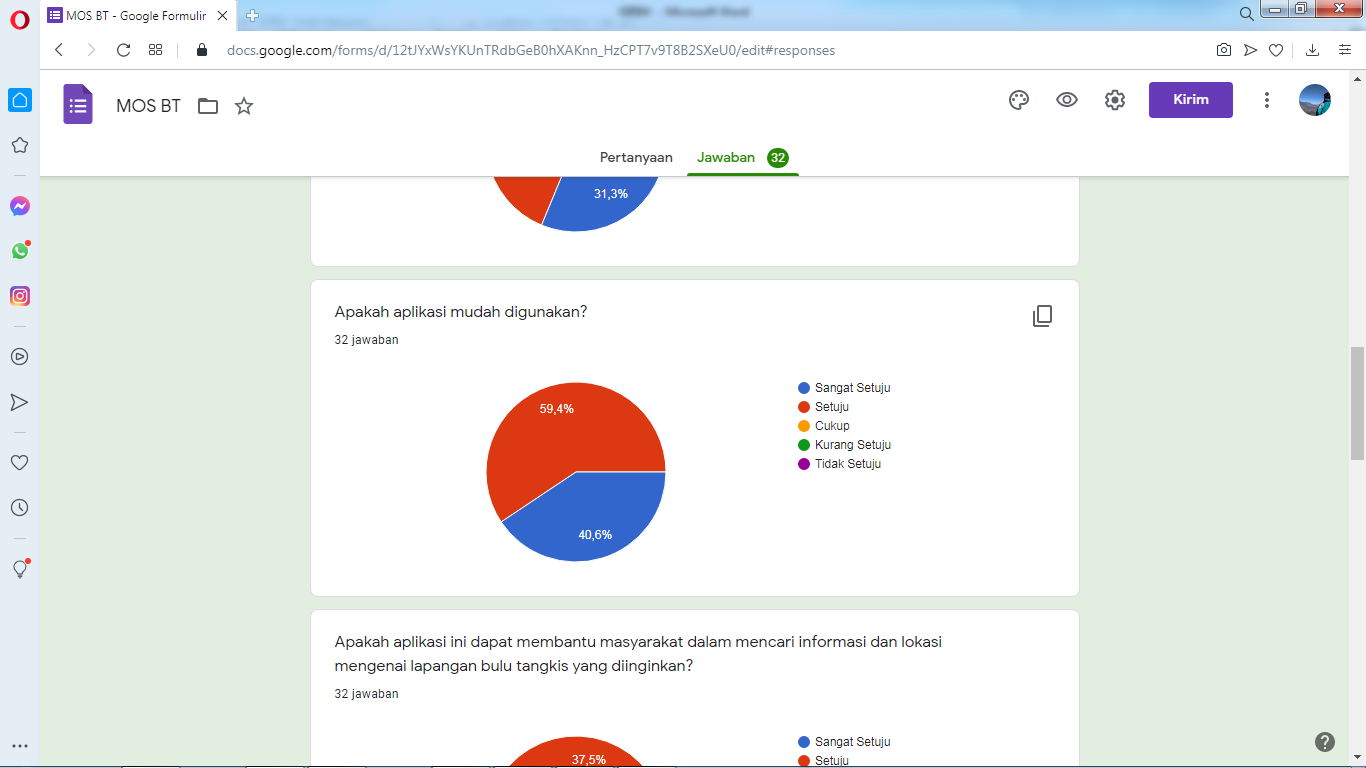 MOS BT - Google Formulir
docs.google.com/forms/d/12tJYxWsYKUnTRdbGeB0hXAKnn_HzCPT7v9T8B2SXeU0/edit#responses
MOS BT
Kirim
Pertanyaan
Jawaban 32
31,3%
Apakah aplikasi mudah digunakan?
32 jawaban
59,4%
40,6%
Sangat Setuju
Setuju
Cukup
Kurang Setuju
Tidak Setuju
Apakah aplikasi ini dapat membantu masyarakat dalam mencari informasi dan lokasi
mengenai lapangan bulu tangkis yang diinginkan?
32 jawaban
37,5%
Sangat Setuju
Setuju